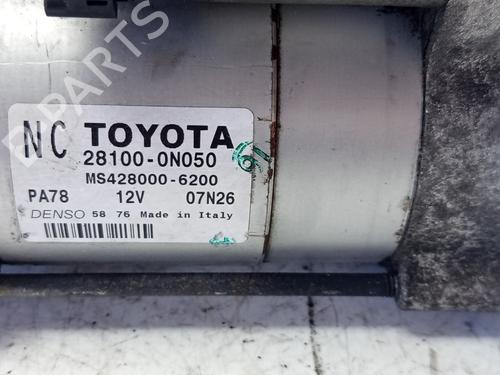 B-PARTS
NC TOYOTA
28100-0N050
MS428000-6200
PA78 12V 07N26
DENSO 58 76 Made in Italy